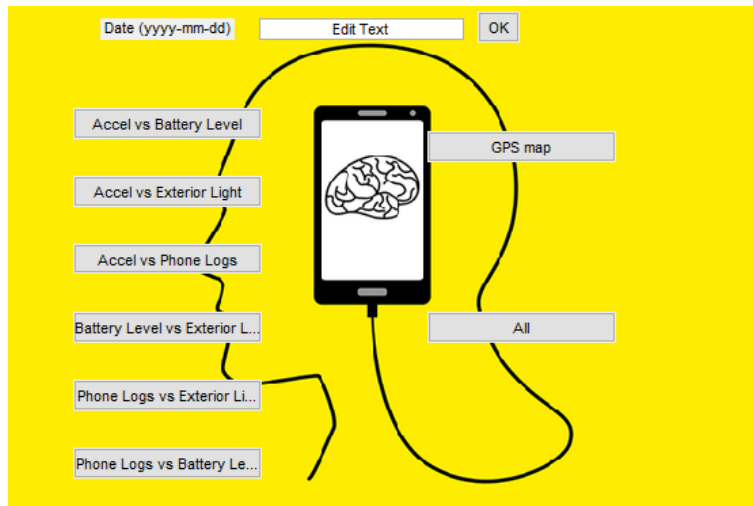 Date (yyyy-mm-dd) Edit Text OK
Accel vs Battery Level
GPS map
Accel vs Exterior Light
Accel vs Phone Logs
Battery Level vs Exterior L...
All
Phone Logs vs Exterior Li...
Phone Logs vs Battery Le...